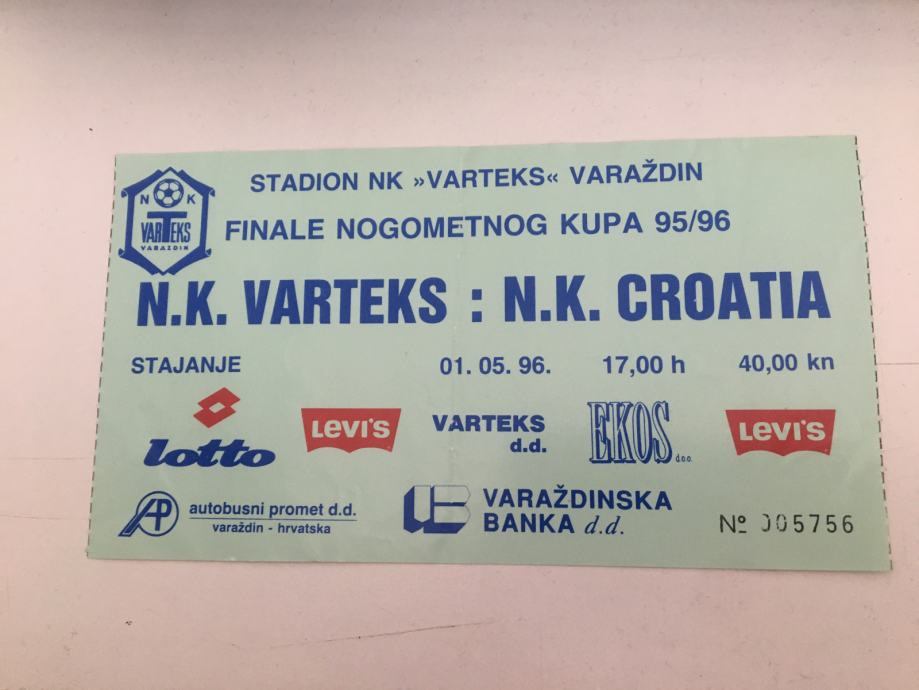 STADION NK »VARTEKS« VARAŽDIN
N K
VARTEKS
VARAŽDIN
FINALE NOGOMETNOG KUPA 95/96
N.K. VARTEKS : N.K. CROATIA
STAJANJE 01. 05. 96. 17,00 h 40,00 kn
lotto
LEVI'S
VARTEKS
d.d.
EKOS d.o.o.
LEVI'S
AP
autobusni promet d.d.
varaždin - hrvatska
VARAŽDINSKA
BANKA d.d.
Nº 005756